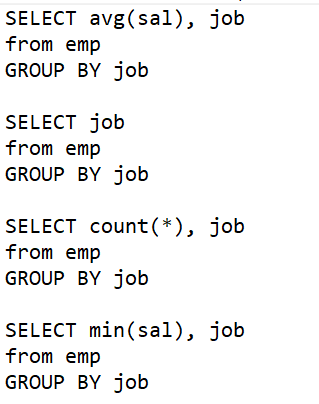 SELECT avg(sal), job
from emp
GROUP BY job
SELECT job
from emp
GROUP BY job
SELECT count(*), job
from emp
GROUP BY job
SELECT min(sal), job
from emp
GROUP BY job